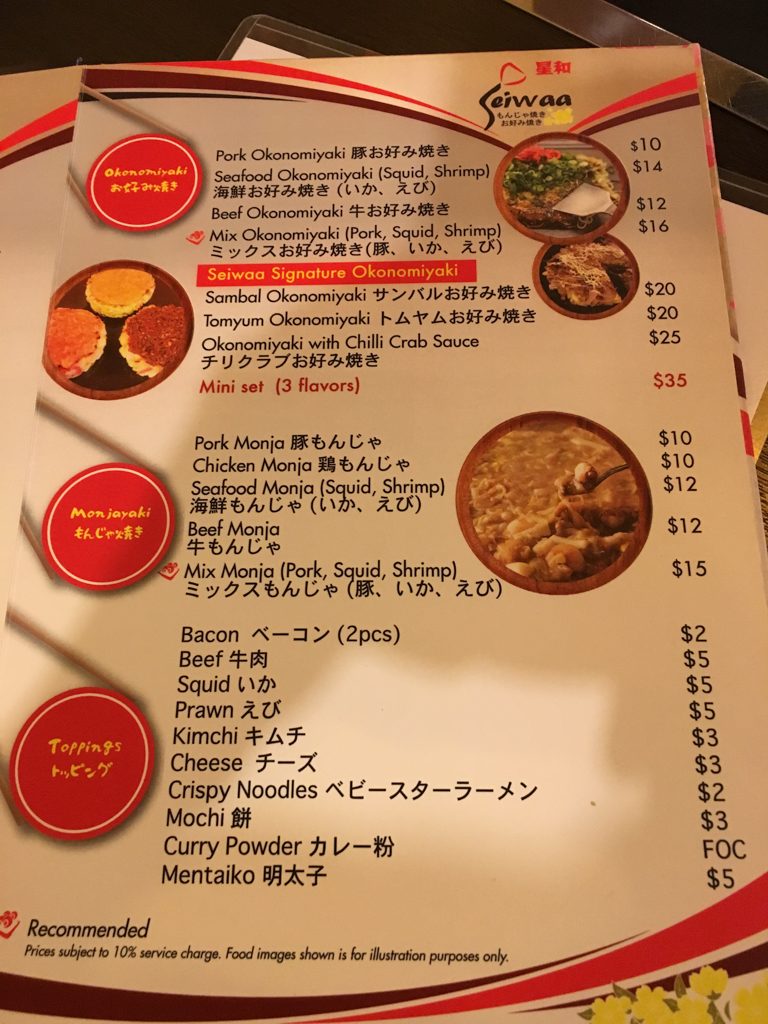 星和
Seiwaa
もんじゃ焼き
お好み焼き
Okonomiyaki
お好み焼き
Pork Okonomiyaki 豚お好み焼き $10
Seafood Okonomiyaki (Squid, Shrimp) $14
海鮮お好み焼き (いか、えび)
Beef Okonomiyaki 牛お好み焼き $12
Mix Okonomiyaki (Pork, Squid, Shrimp) $16
ミックスお好み焼き(豚、いか、えび)
Seiwaa Signature Okonomiyaki
Sambal Okonomiyaki サンバルお好み焼き $20
Tomyum Okonomiyaki トムヤムお好み焼き $20
Okonomiyaki with Chilli Crab Sauce $25
チリクラブお好み焼き
Mini set (3 flavors) $35
Monjayaki
もんじゃ焼き
Pork Monja 豚もんじゃ $10
Chicken Monja 鶏もんじゃ $10
Seafood Monja (Squid, Shrimp) $12
海鮮もんじゃ (いか、えび)
Beef Monja $12
牛もんじゃ
Mix Monja (Pork, Squid, Shrimp) $15
ミックスもんじゃ (豚、いか、えび)
Toppings
トッピング
Bacon ベーコン (2pcs) $2
Beef 牛肉 $5
Squid いか $5
Prawn えび $5
Kimchi キムチ $3
Cheese チーズ $3
Crispy Noodles ベビースターラーメン $2
Mochi 餅 $3
Curry Powder カレー粉 FOC
Mentaiko 明太子 $5
Recommended
Prices subject to 10% service charge. Food images shown is for illustration purposes only.